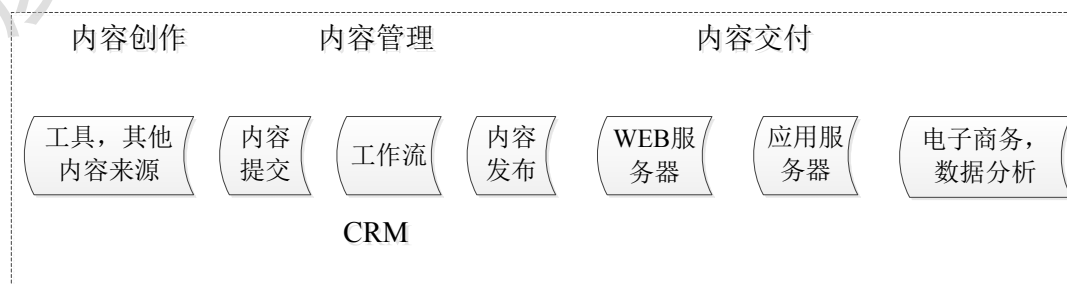 内容创作 内容管理 内容交付
工具，其他
内容来源
内容
提交
工作流
内容
发布
WEB服
务器
应用服
务器
电子商务，
数据分析
CRM